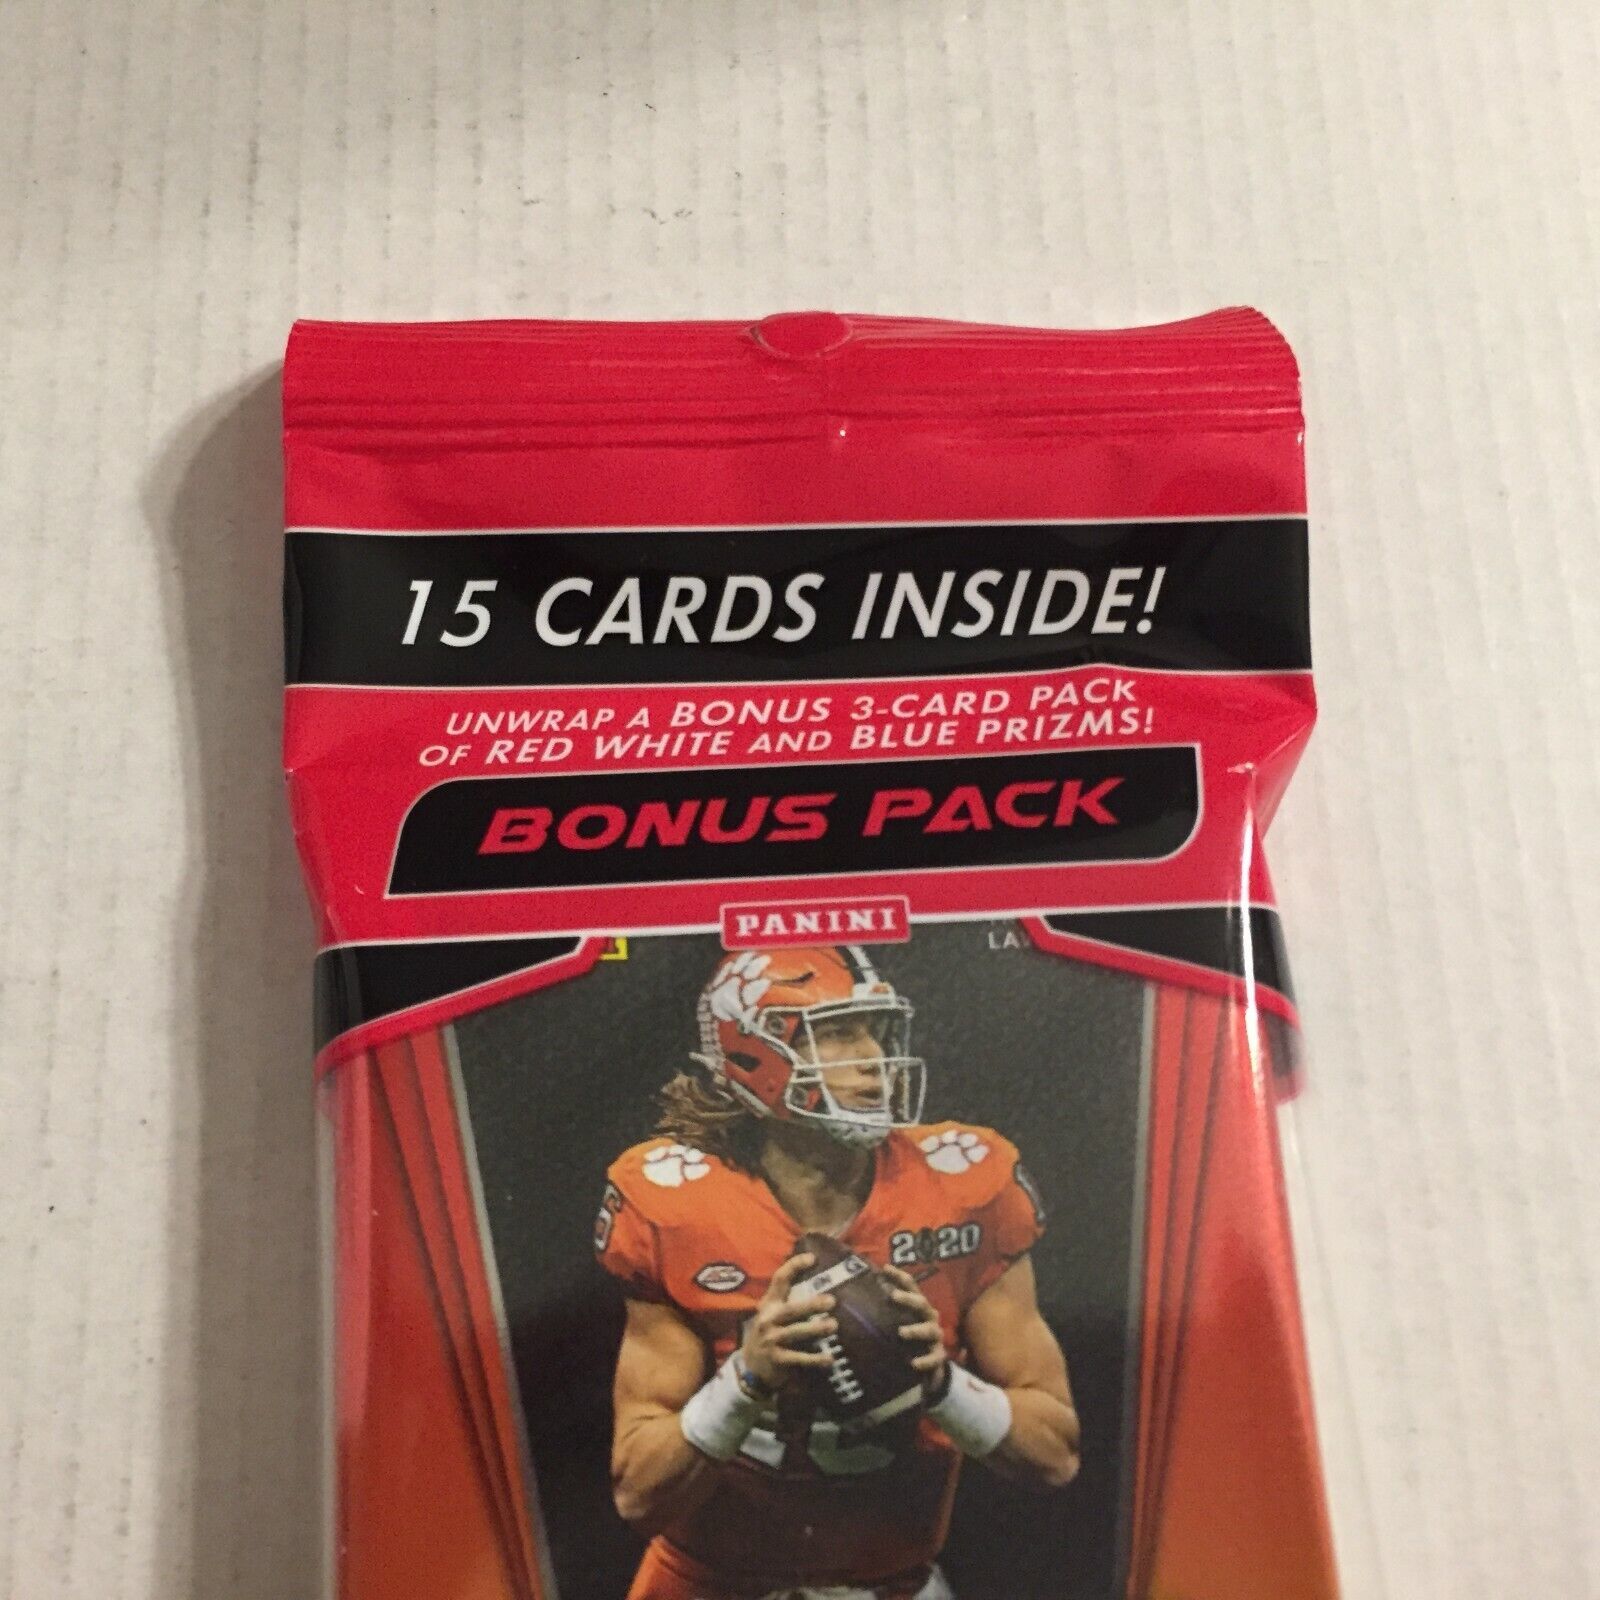 15 CARDS INSIDE!
UNWRAP A BONUS 3-CARD PACK
OF RED WHITE AND BLUE PRIZMS!
BONUS PACK
PANINI
2020